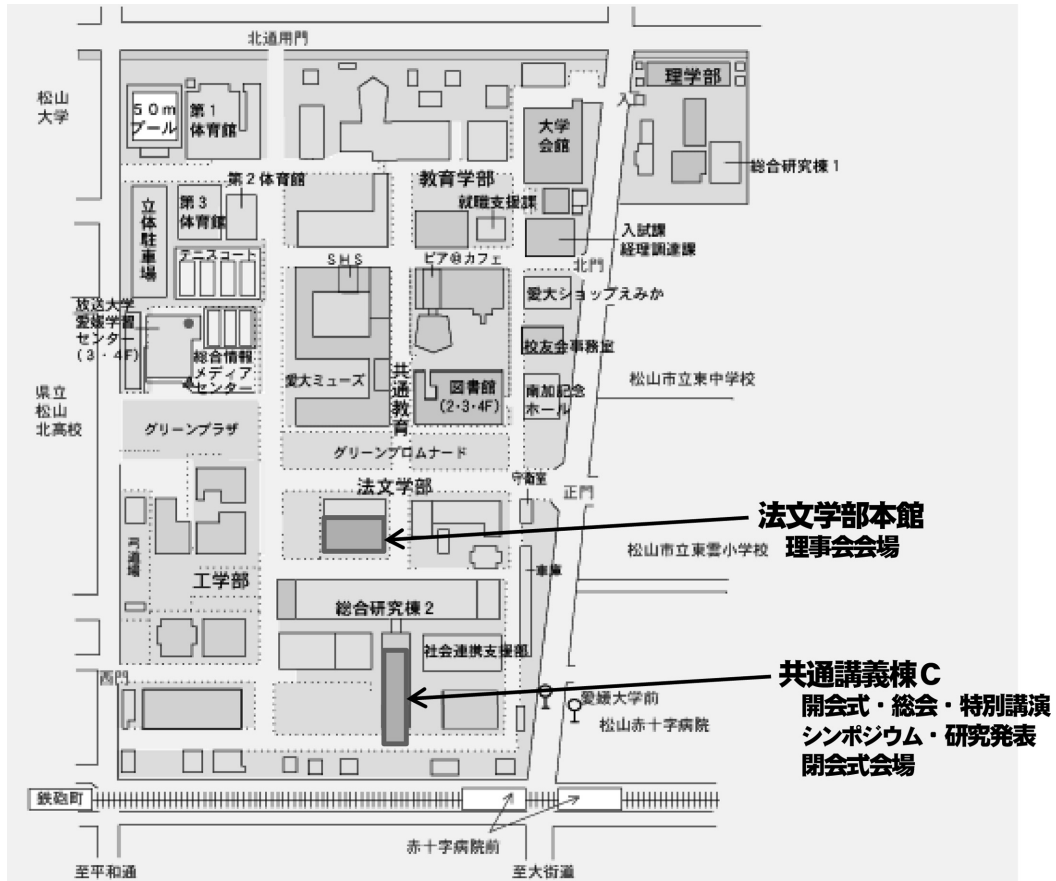 北通用門
松山
大学
50m
プール
第1
体育館
大学
会館
理学部
入口
総合研究棟1
第2体育館
教育学部
就職支援課
立体駐車場
第3
体育館
テニスコート
入試課
経理調達課
北門
SHS
ピア@カフェ
愛大ショップえみか
放送大学
愛媛学習
センター
(3・4F)
総合情報
メディア
センター
校友会事務室
愛大ミューズ
共通教育
図書館
(2・3・4F)
南加記念
ホール
松山市立東中学校
県立
松山
北高校
グリーンプラザ
グリーンプロムナード
法文学部
守衛室
正門
法文学部本館
理事会会場
弓道場
松山市立東雲小学校
工学部
車庫
総合研究棟2
社会連携支援部
西門
共通講義棟C
開会式・総会・特別講演
シンポジウム・研究発表
閉会式会場
愛媛大学前
松山赤十字病院
鉄砲町
赤十字病院前
至平和通
至大街道